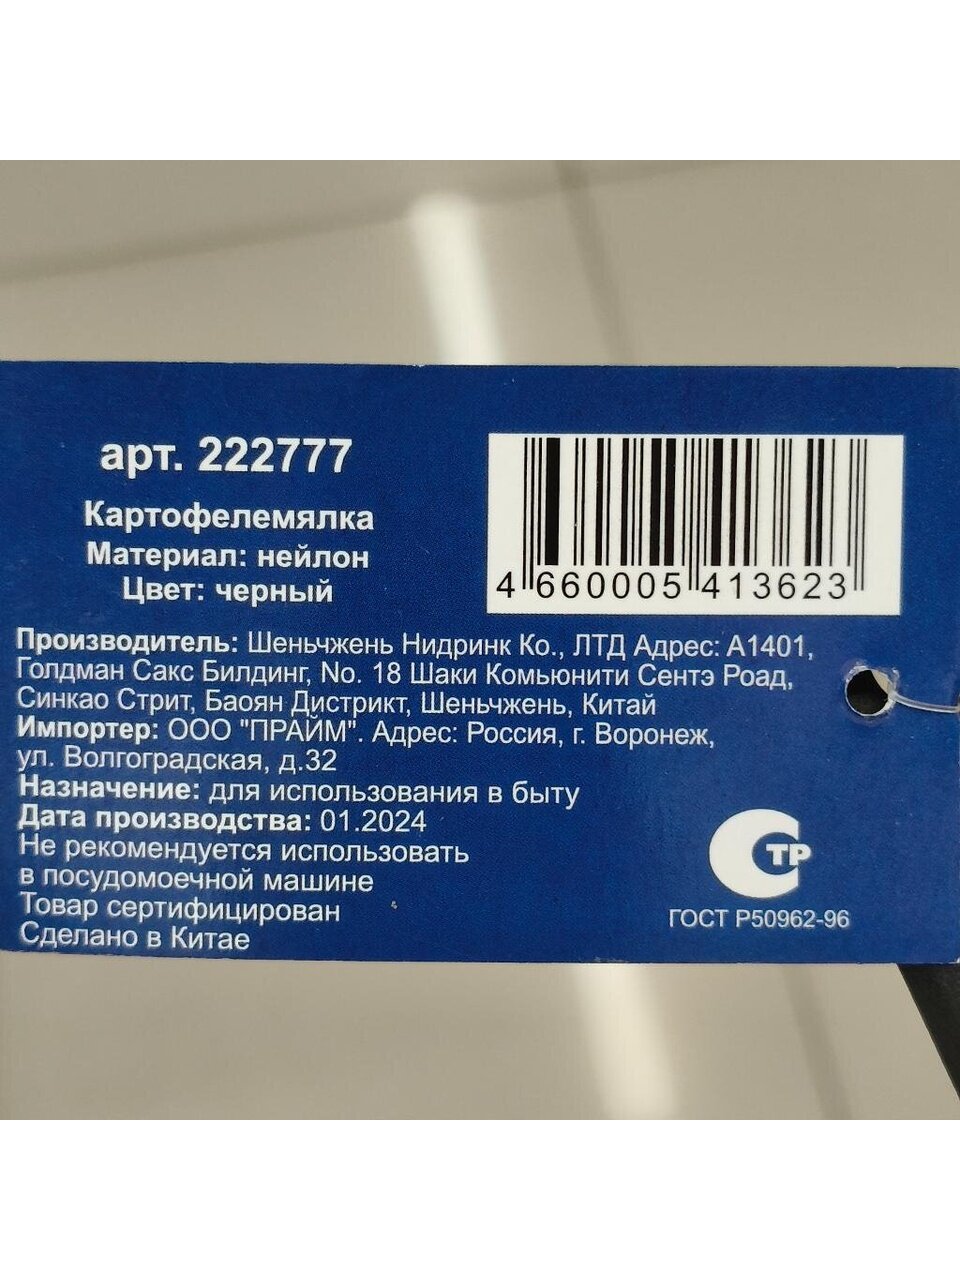 арт. 222777
Картофелемялка
Материал: нейлон
Цвет: черный
4 660005 413623
Производитель: Шеньчжень Нидринк Ко., ЛТД Адрес: А1401,
Голдман Сакс Билдинг, No. 18 Шаки Комьюнити Сентэ Роад,
Синкао Стрит, Баоян Дистрикт, Шеньчжень, Китай
Импортер: ООО "ПРАЙМ". Адрес: Россия, г. Воронеж,
ул. Волгоградская, д.32
Назначение: для использования в быту
Дата производства: 01.2024
Не рекомендуется использовать
в посудомоечной машине
Товар сертифицирован
Сделано в Китае
СТР
ГОСТ Р50962-96